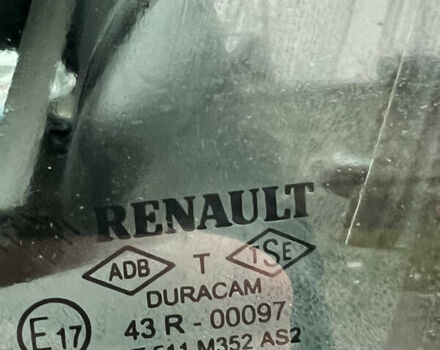 RENAULT
ADB T TSE
DURACAM
E17 43 R - 00097
M352 AS2